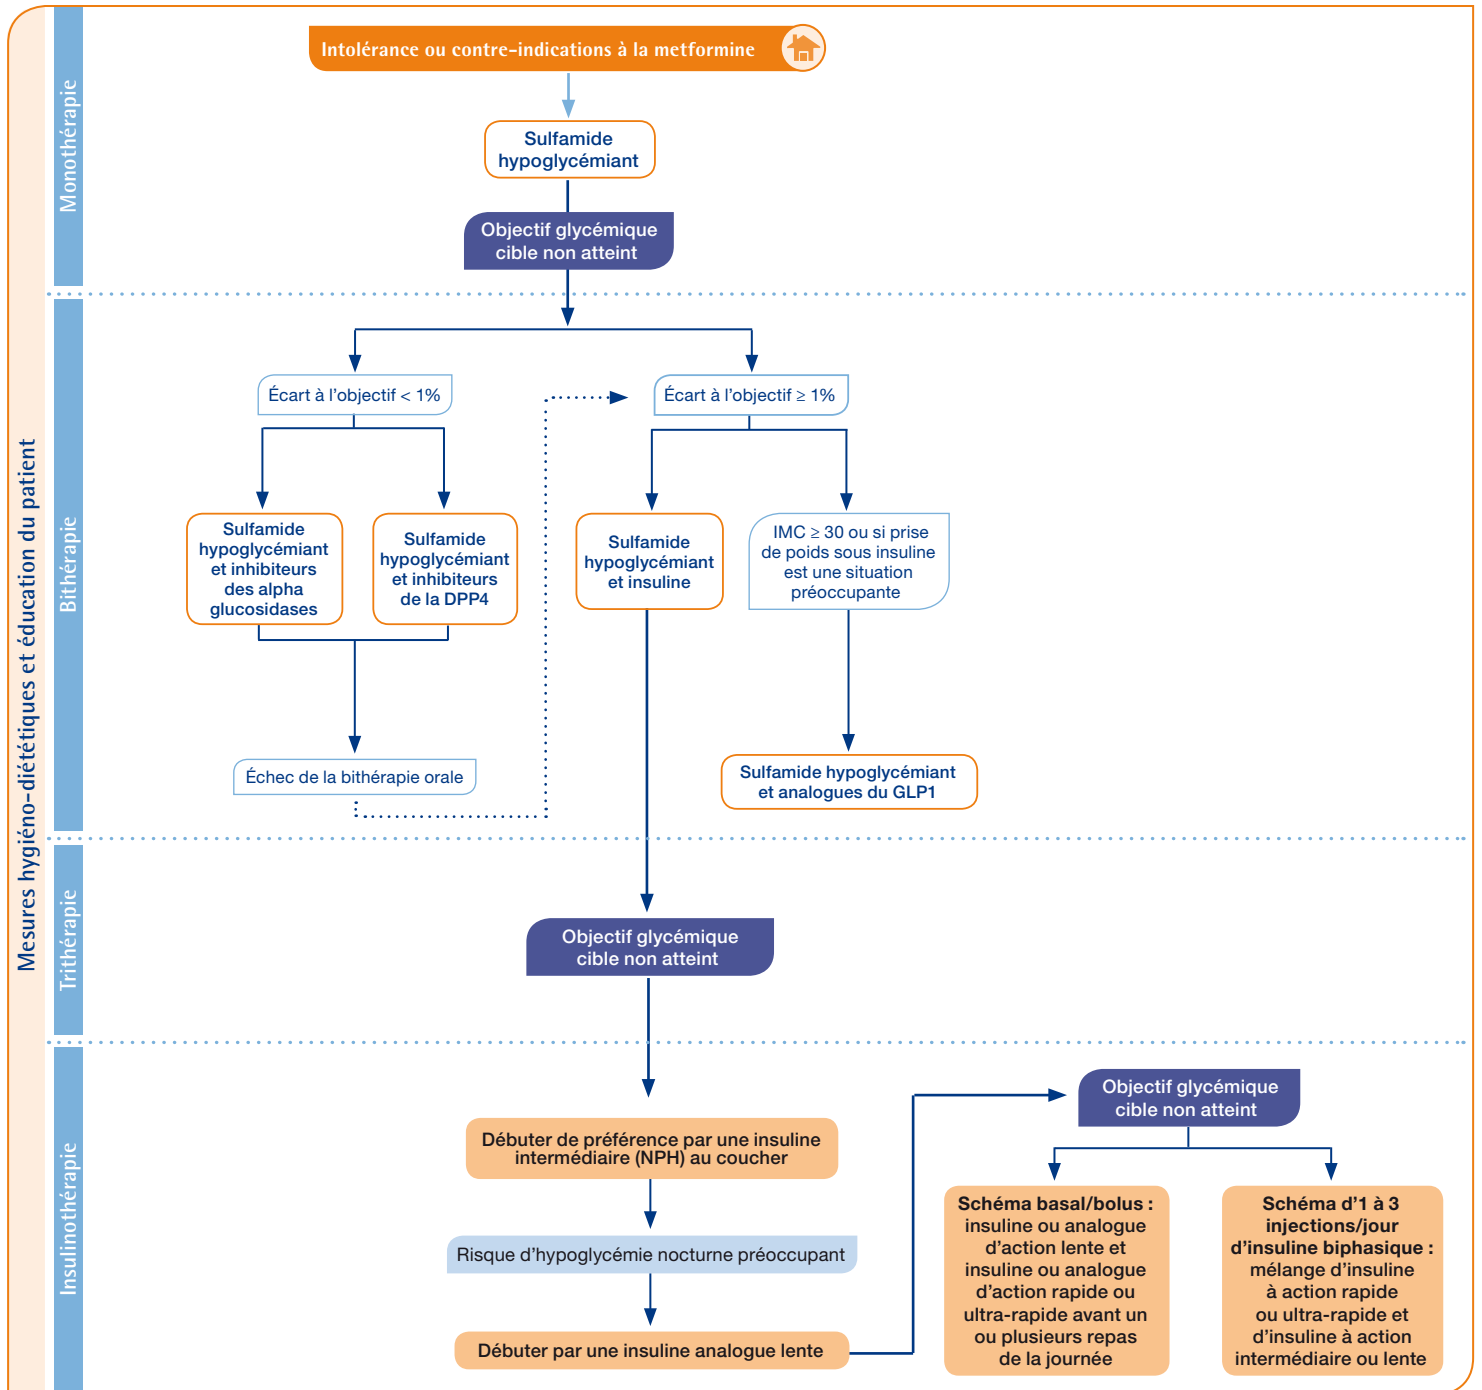 Mesures hygiéno-diététiques et éducation du patient
Monothérapie
Intolérance ou contre-indications à la metformine
Sulfamide
hypoglycémiant
Objectif glycémique
cible non atteint
Bithérapie
Écart à l’objectif < 1%
Écart à l’objectif ≥ 1%
Sulfamide
hypoglycémiant
et inhibiteurs
des alpha
glucosidases
Sulfamide
hypoglycémiant
et inhibiteurs
de la DPP4
Sulfamide
hypoglycémiant
et insuline
IMC ≥ 30 ou si prise
de poids sous insuline
est une situation
préoccupante
Échec de la bithérapie orale
Sulfamide hypoglycémiant
et analogues du GLP1
Trithérapie
Objectif glycémique
cible non atteint
Insulinothérapie
Débuter de préférence par une insuline
intermédiaire (NPH) au coucher
Risque d’hypoglycémie nocturne préoccupant
Débuter par une insuline analogue lente
Objectif glycémique
cible non atteint
Schéma basal/bolus :
insuline ou analogue
d’action lente et
insuline ou analogue
d’action rapide ou
ultra-rapide avant un
ou plusieurs repas
de la journée
Schéma d’1 à 3
injections/jour
d’insuline biphasique :
mélange d’insuline
à action rapide
ou ultra-rapide et
d’insuline à action
intermédiaire ou lente